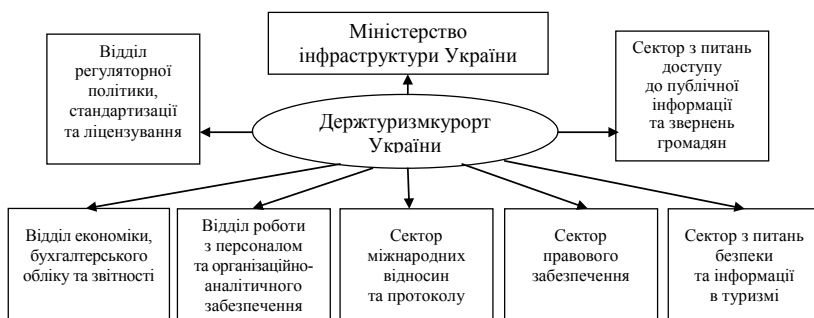 Міністерство
інфраструктури України
Відділ
регуляторної
політики,
стандартизації
та ліцензування
Сектор з питань
доступу
до публічної
інформації
та звернень
громадян
Держтуризмкурорт
України
Відділ економіки,
бухгалтерського
обліку та звітності
Відділ роботи
з персоналом
та організаційно-
аналітичного
забезпечення
Сектор
міжнародних
відносин
та протоколу
Сектор
правового
забезпечення
Сектор з питань
безпеки
та інформації
в туризмі